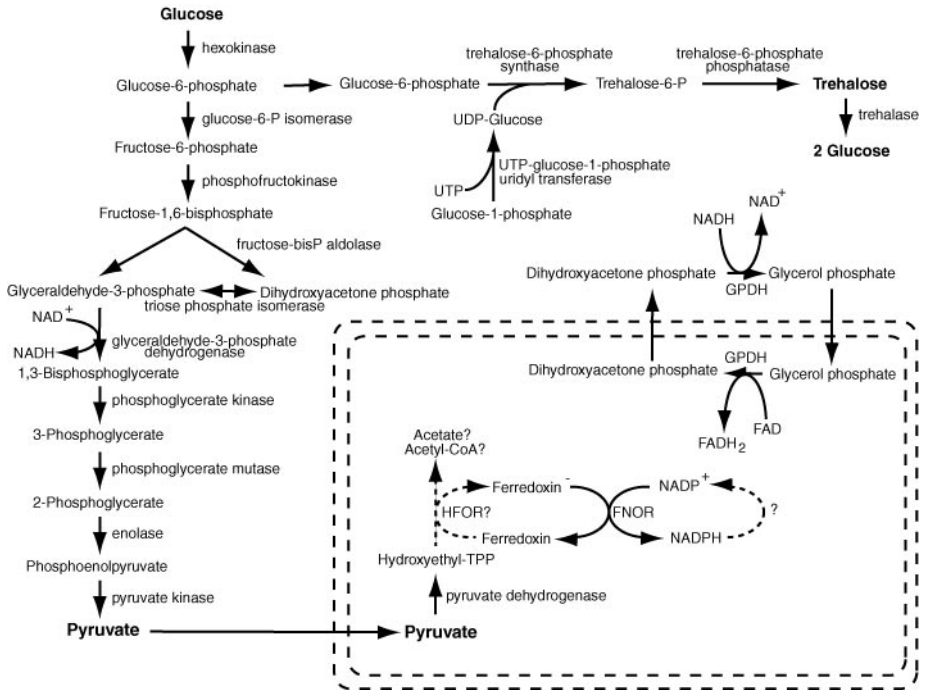 Glucose
hexokinase
Glucose-6-phosphate
glucose-6-P isomerase
Fructose-6-phosphate
phosphofructokinase
Fructose-1,6-bisphosphate
fructose-bisP aldolase
Glyceraldehyde-3-phosphate
Dihydroxyacetone phosphate
triose phosphate isomerase
NAD+
NADH
glyceraldehyde-3-phosphate
dehydrogenase
1,3-Bisphosphoglycerate
phosphoglycerate kinase
3-Phosphoglycerate
phosphoglycerate mutase
2-Phosphoglycerate
enolase
Phosphoenolpyruvate
pyruvate kinase
Pyruvate
Glucose-6-phosphate
trehalose-6-phosphate
synthase
Trehalose-6-P
trehalose-6-phosphate
phosphatase
Trehalose
trehalase
2 Glucose
UDP-Glucose
UTP-glucose-1-phosphate
uridyl transferase
UTP
Glucose-1-phosphate
NADH
NAD+
Dihydroxyacetone phosphate
GPDH
Glycerol phosphate
Dihydroxyacetone phosphate
GPDH
Glycerol phosphate
FADH2
FAD
Acetate?
Acetyl-CoA?
Ferredoxin-
NADP+
HFOR?
FNOR
?
Ferredoxin
NADPH
Hydroxyethyl-TPP
pyruvate dehydrogenase
Pyruvate